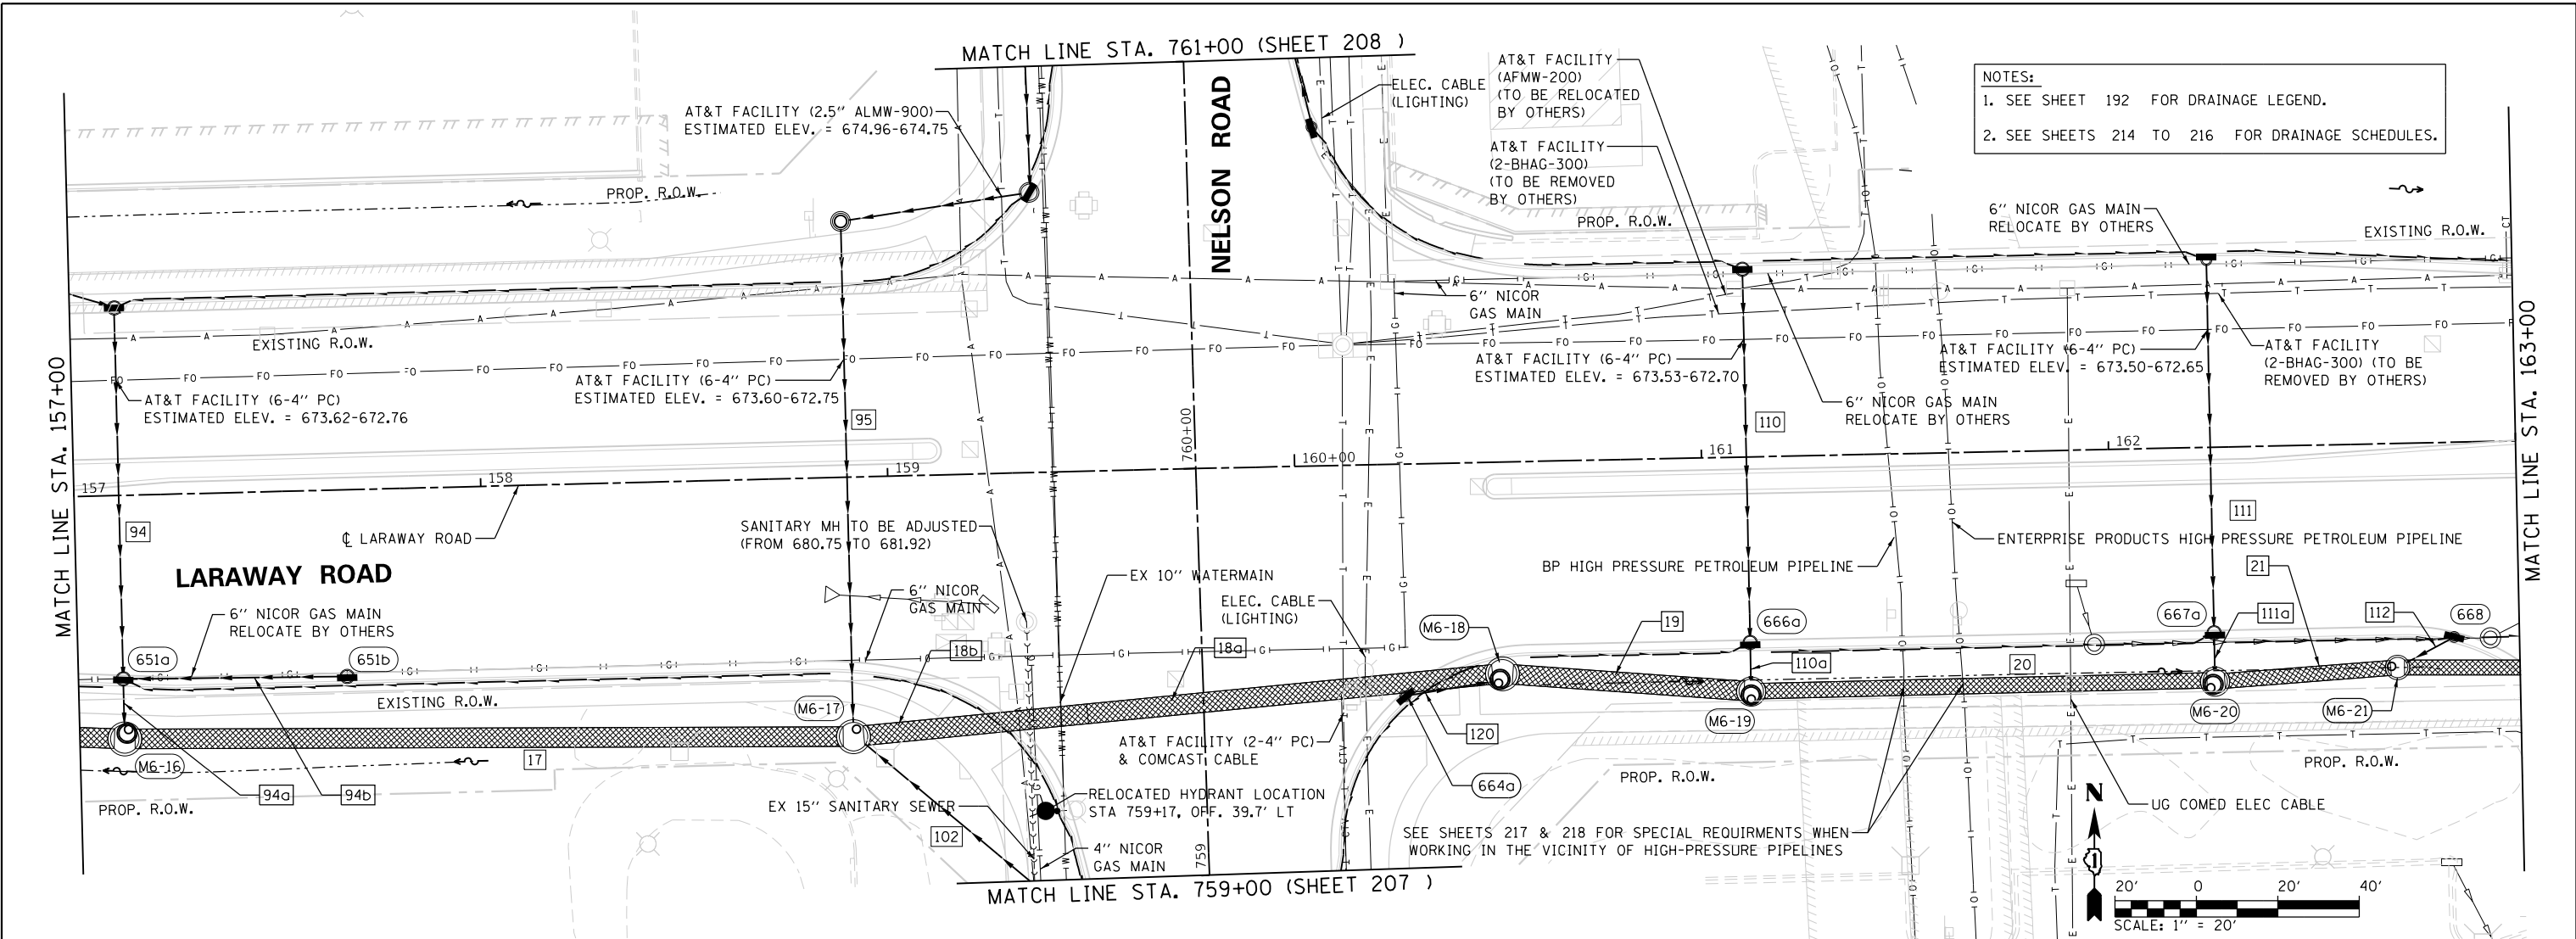 MATCH LINE STA. 761+00 (SHEET 208 )
AT&T FACILITY (2.5" ALMW-900)
ESTIMATED ELEV. = 674.96-674.75
NELSON ROAD
ELEC. CABLE
(LIGHTING)
AT&T FACILITY
(AFMW-200)
(TO BE RELOCATED
BY OTHERS)
AT&T FACILITY
(2-BHAG-300)
(TO BE REMOVED
BY OTHERS)
NOTES:
1. SEE SHEET 192 FOR DRAINAGE LEGEND.
2. SEE SHEETS 214 TO 216 FOR DRAINAGE SCHEDULES.
PROP. R.O.W.
PROP. R.O.W.
6" NICOR GAS MAIN
RELOCATE BY OTHERS
EXISTING R.O.W.
6" NICOR
GAS MAIN
EXISTING R.O.W.
AT&T FACILITY (6-4" PC)
ESTIMATED ELEV. = 673.62-672.76
AT&T FACILITY (6-4" PC)
ESTIMATED ELEV. = 673.60-672.75
AT&T FACILITY (6-4" PC)
ESTIMATED ELEV. = 673.53-672.70
AT&T FACILITY (6-4" PC)
ESTIMATED ELEV. = 673.50-672.65
AT&T FACILITY
(2-BHAG-300) (TO BE
REMOVED BY OTHERS)
6" NICOR GAS MAIN
RELOCATE BY OTHERS
MATCH LINE STA. 157+00
MATCH LINE STA. 163+00
95
110
760+00
157
158
159
160+00
161
162
94
111
℄ LARAWAY ROAD
SANITARY MH TO BE ADJUSTED
(FROM 680.75 TO 681.92)
ENTERPRISE PRODUCTS HIGH PRESSURE PETROLEUM PIPELINE
BP HIGH PRESSURE PETROLEUM PIPELINE
21
LARAWAY ROAD
EX 10" WATERMAIN
6" NICOR
GAS MAIN
ELEC. CABLE
(LIGHTING)
6" NICOR GAS MAIN
RELOCATE BY OTHERS
M6-18
19
666a
667a
111a
112
668
651a
651b
18b
18a
110a
20
EXISTING R.O.W.
M6-17
M6-19
M6-20
M6-21
120
AT&T FACILITY (2-4" PC)
& COMCAST CABLE
17
M6-16
94a
94b
PROP. R.O.W.
PROP. R.O.W.
PROP. R.O.W.
664a
EX 15" SANITARY SEWER
RELOCATED HYDRANT LOCATION
STA 759+17, OFF. 39.7' LT
UG COMED ELEC CABLE
N
102
SEE SHEETS 217 & 218 FOR SPECIAL REQUIRMENTS WHEN
WORKING IN THE VICINITY OF HIGH-PRESSURE PIPELINES
4" NICOR
GAS MAIN
759
MATCH LINE STA. 759+00 (SHEET 207 )
20' 0 20' 40'
SCALE: 1" = 20'